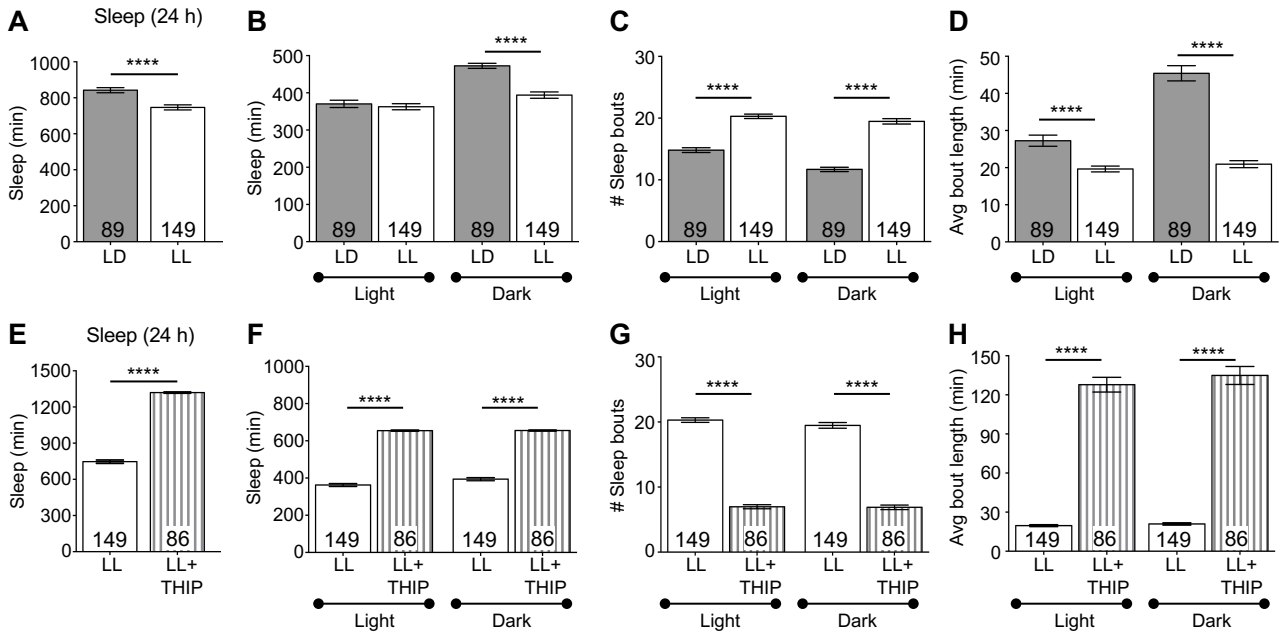 A
Sleep (24 h)
Sleep (min)
1000
800
600
400
200
0
****
89
149
LD
LL
B
Sleep (min)
500
400
300
200
100
0
****
89
149
89
149
LD
LL
LD
LL
Light
Dark
C
# Sleep bouts
30
20
10
0
****
****
89
149
89
149
LD
LL
LD
LL
Light
Dark
D
Avg bout length (min)
50
40
30
20
10
0
****
****
89
149
89
149
LD
LL
LD
LL
Light
Dark
E
Sleep (24 h)
Sleep (min)
1500
1200
900
600
300
0
****
149
86
LL
LL+
THIP
F
Sleep (min)
1000
800
600
400
200
0
****
****
149
86
149
86
LL
LL+
THIP
LL
LL+
THIP
Light
Dark
G
# Sleep bouts
30
20
10
0
****
****
149
86
149
86
LL
LL+
THIP
LL
LL+
THIP
Light
Dark
H
Avg bout length (min)
150
120
90
60
30
0
****
****
149
86
149
86
LL
LL+
THIP
LL
LL+
THIP
Light
Dark